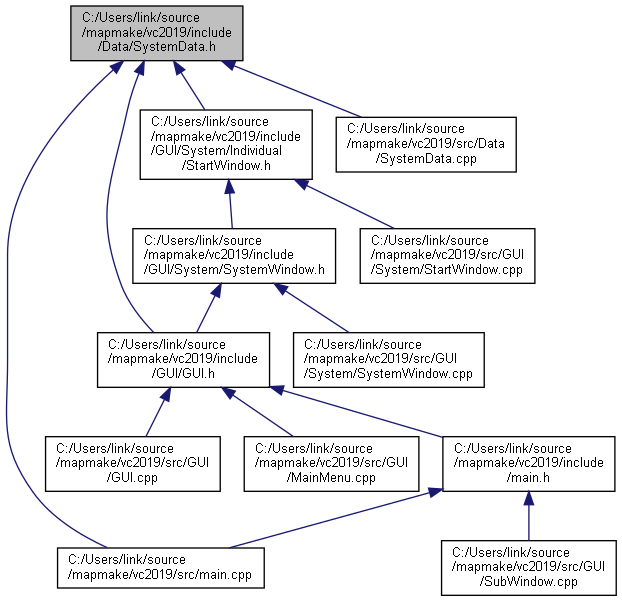 C:/Users/link/source
/mapmake/vc2019/include
/Data/SystemData.h
C:/Users/link/source
/mapmake/vc2019/include
/GUI/System/Individual
/StartWindow.h
C:/Users/link/source
/mapmake/vc2019/src/Data
/SystemData.cpp
C:/Users/link/source
/mapmake/vc2019/include
/GUI/System/SystemWindow.h
C:/Users/link/source
/mapmake/vc2019/src/GUI
/System/StartWindow.cpp
C:/Users/link/source
/mapmake/vc2019/include
/GUI/GUI.h
C:/Users/link/source
/mapmake/vc2019/src/GUI
/System/SystemWindow.cpp
C:/Users/link/source
/mapmake/vc2019/src/GUI
/GUI.cpp
C:/Users/link/source
/mapmake/vc2019/src/GUI
/MainMenu.cpp
C:/Users/link/source
/mapmake/vc2019/include
/main.h
C:/Users/link/source
/mapmake/vc2019/src/main.cpp
C:/Users/link/source
/mapmake/vc2019/src/GUI
/SubWindow.cpp